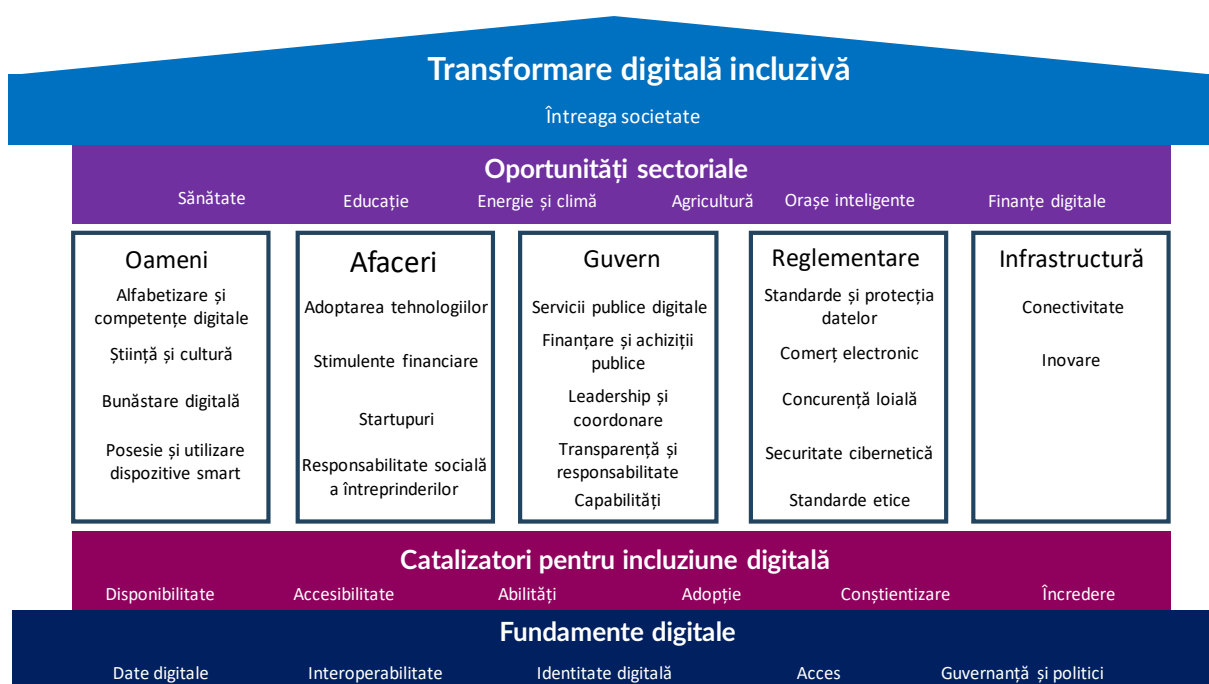 Transformare digitală incluzivă
Întreaga societate
Oportunități sectoriale
Sănătate Educație Energie și climă Agricultură Orașe inteligente Finanțe digitale
Oameni
Alfabetizare și
competențe digitale
Știință și cultură
Bunăstare digitală
Posesie și utilizare
dispozitive smart
Afaceri
Adoptarea tehnologiilor
Stimulente financiare
Startupuri
Responsabilitate socială
a întreprinderilor
Guvern
Servicii publice digitale
Finanțare și achiziții
publice
Leadership și
coordonare
Transparență și
responsabilitate
Capabilități
Reglementare
Standarde și protecția
datelor
Comerț electronic
Concurență loială
Securitate cibernetică
Standarde etice
Infrastructură
Conectivitate
Inovare
Catalizatori pentru incluziune digitală
Disponibilitate Accesibilitate Abilități Adopție Conștientizare Încredere
Fundamente digitale
Date digitale Interoperabilitate Identitate digitală Acces Guvernanță și politici